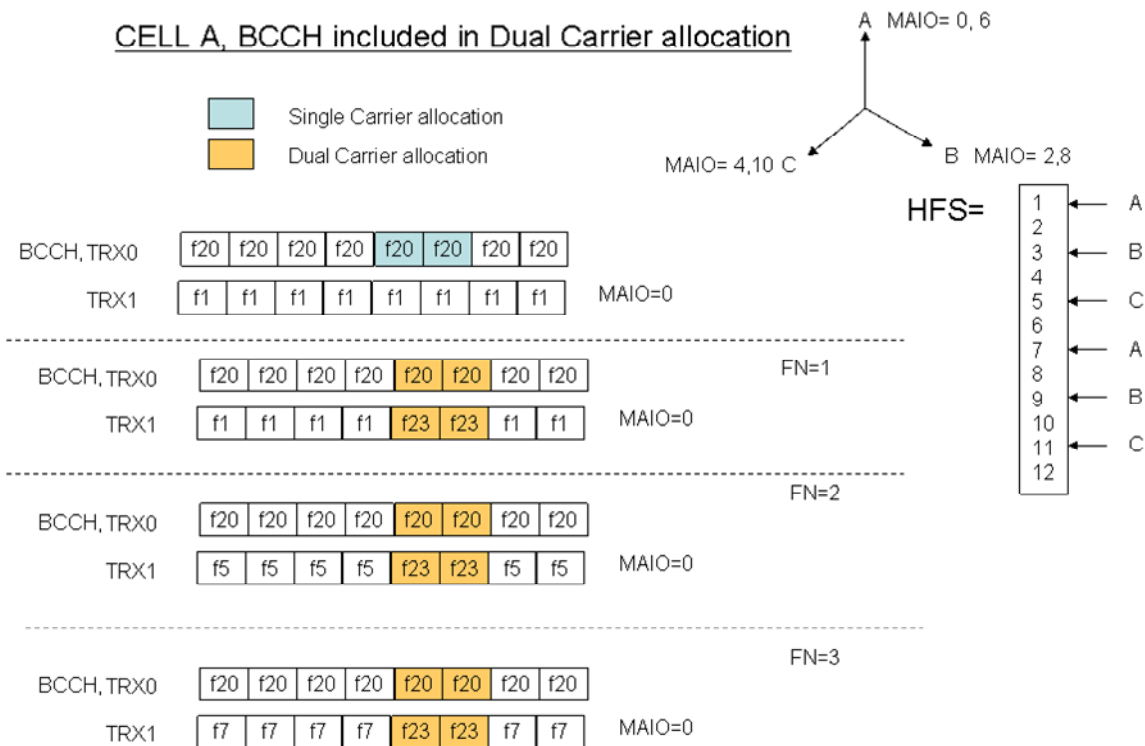 CELL A, BCCH included in Dual Carrier allocation
A MAIO= 0, 6
Single Carrier allocation
Dual Carrier allocation
MAIO= 4,10 C
B MAIO= 2,8
HFS=
1 A
2
3 B
4
5 C
6
7 A
8
9 B
10
11 C
12
BCCH, TRX0 f20 f20 f20 f20 f20 f20 f20 f20
TRX1 f1 f1 f1 f1 f1 f1 f1 f1 MAIO=0
FN=1
BCCH, TRX0 f20 f20 f20 f20 f20 f20 f20 f20
TRX1 f1 f1 f1 f1 f23 f23 f1 f1 MAIO=0
FN=2
BCCH, TRX0 f20 f20 f20 f20 f20 f20 f20 f20
TRX1 f5 f5 f5 f5 f23 f23 f5 f5 MAIO=0
FN=3
BCCH, TRX0 f20 f20 f20 f20 f20 f20 f20 f20
TRX1 f7 f7 f7 f7 f23 f23 f7 f7 MAIO=0